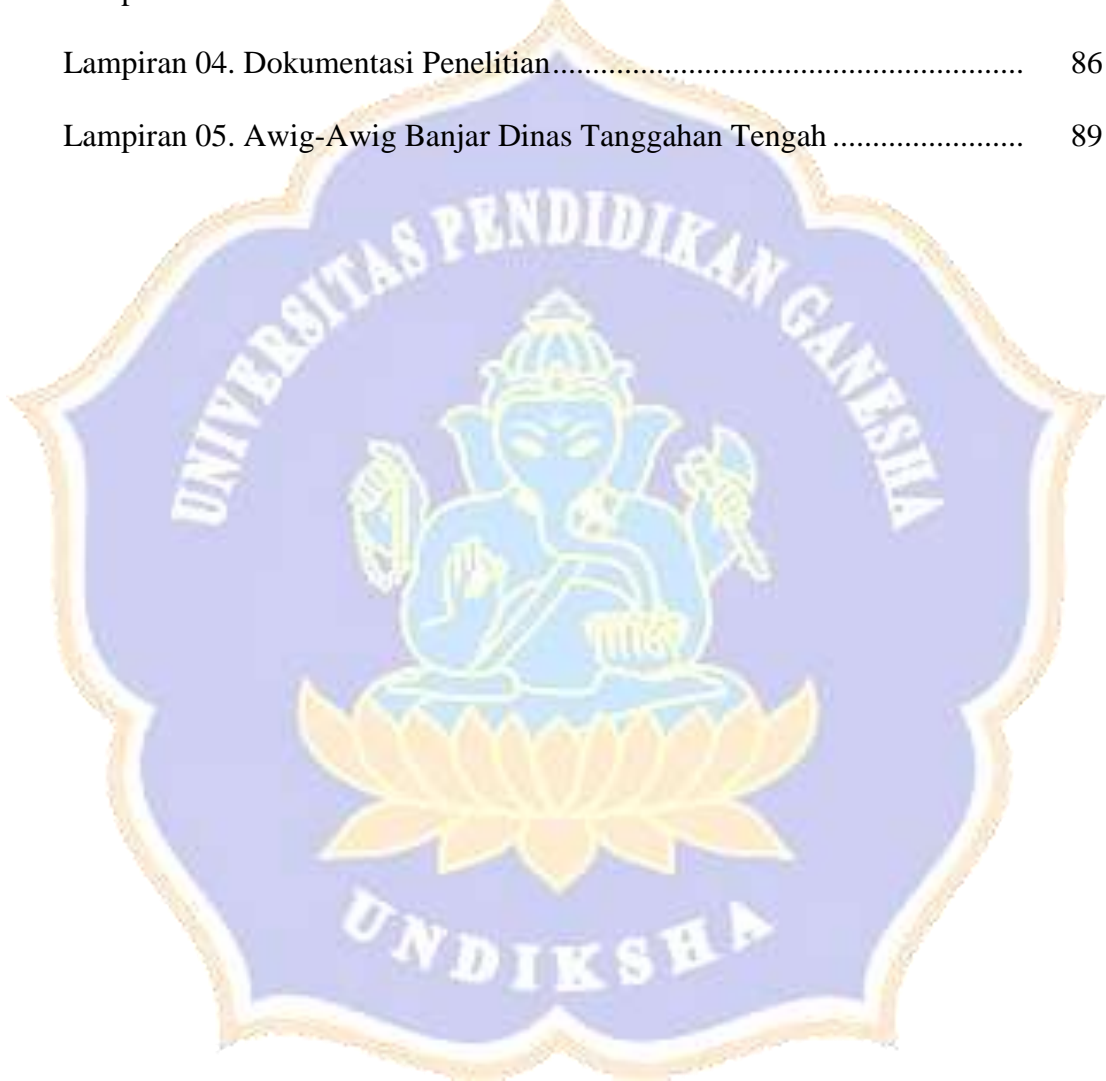 Lampiran 04. Dokumentasi Penelitian........................................................... 86
Lampiran 05. Awig-Awig Banjar Dinas Tanggahan Tengah ........................ 89
UNIVERSITAS PENDIDIKAN GANESHA
UNDIKSHA